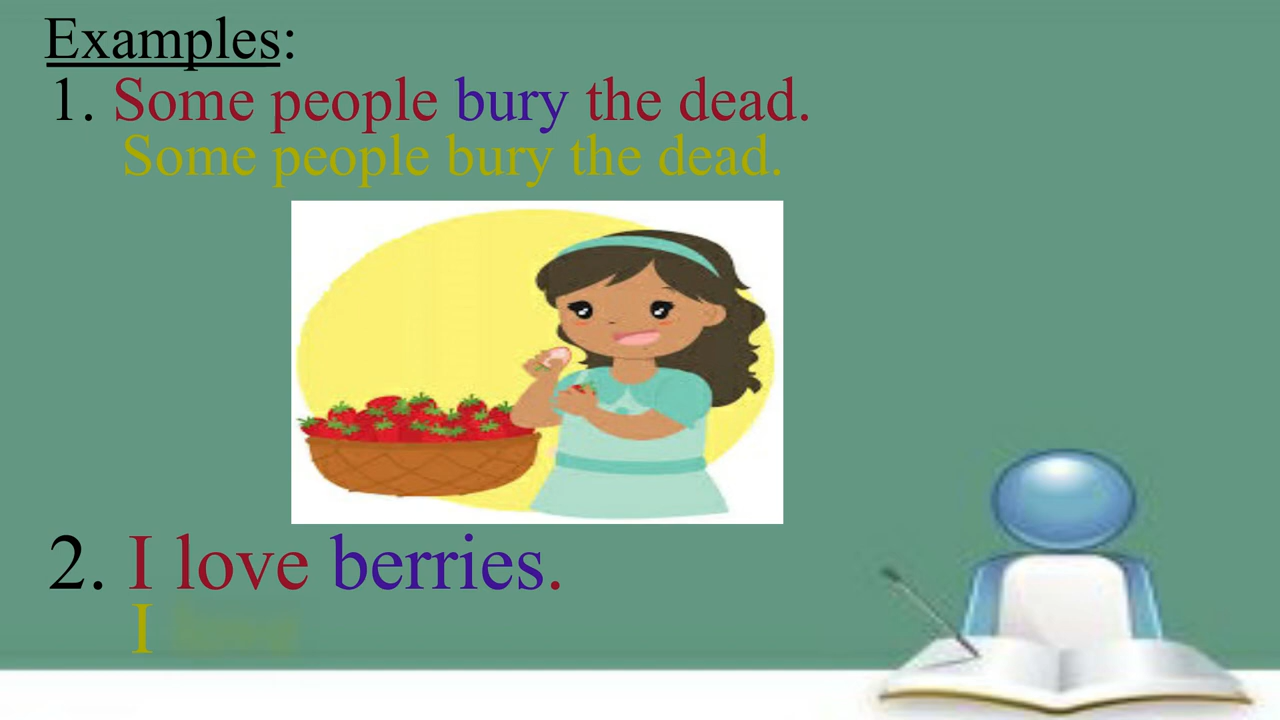 Examples:
1. Some people bury the dead.
Some people bury the dead.
2. I love berries.
I